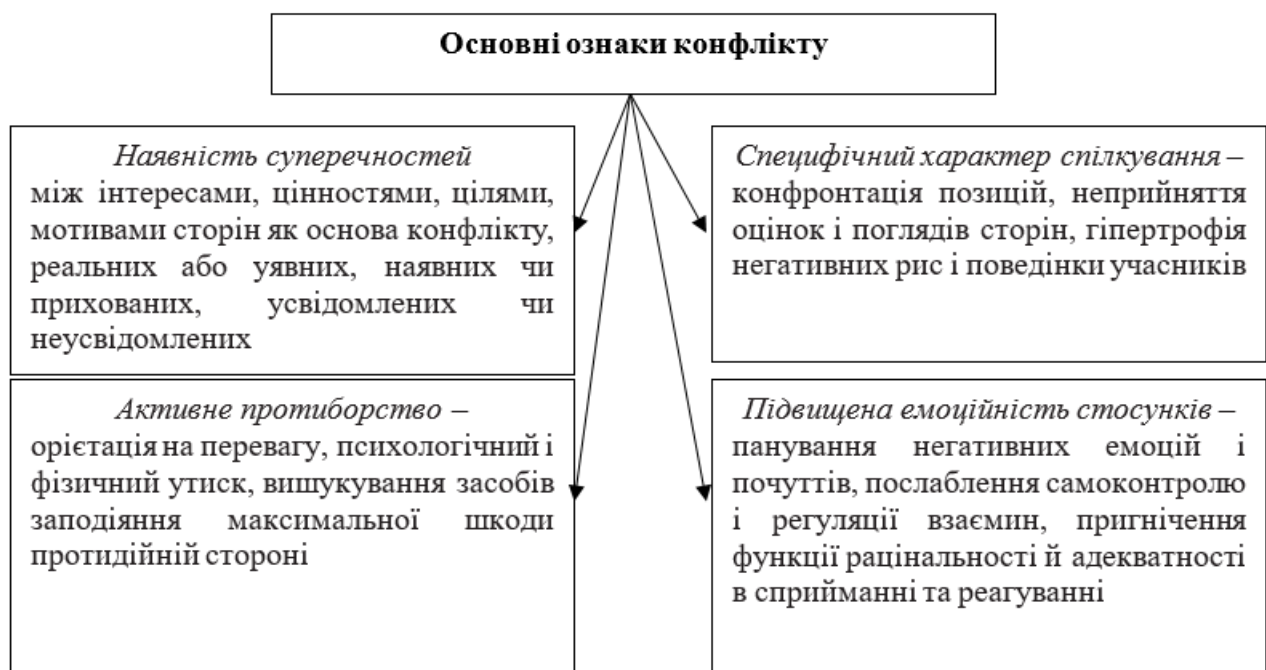 Основні ознаки конфлікту
Наявність суперечностей
між інтересами, цінностями, цілями,
мотивами сторін як основа конфлікту,
реальних або уявних, наявних чи
прихованих, усвідомлених чи
неусвідомлених
Специфічний характер спілкування –
конфронтація позицій, неприйняття
оцінок і поглядів сторін, гіпертрофія
негативних рис і поведінки учасників
Активне протиборство –
орієтація на перевагу, психологічний і
фізичний утиск, вишукування засобів
заподіяння максимальної шкоди
протидійній стороні
Підвищена емоційність стосунків –
панування негативних емоцій і
почуттів, послаблення самоконтролю
і регуляції взаємин, пригнічення
функції раціональності й адекватності
в сприйманні та реагуванні